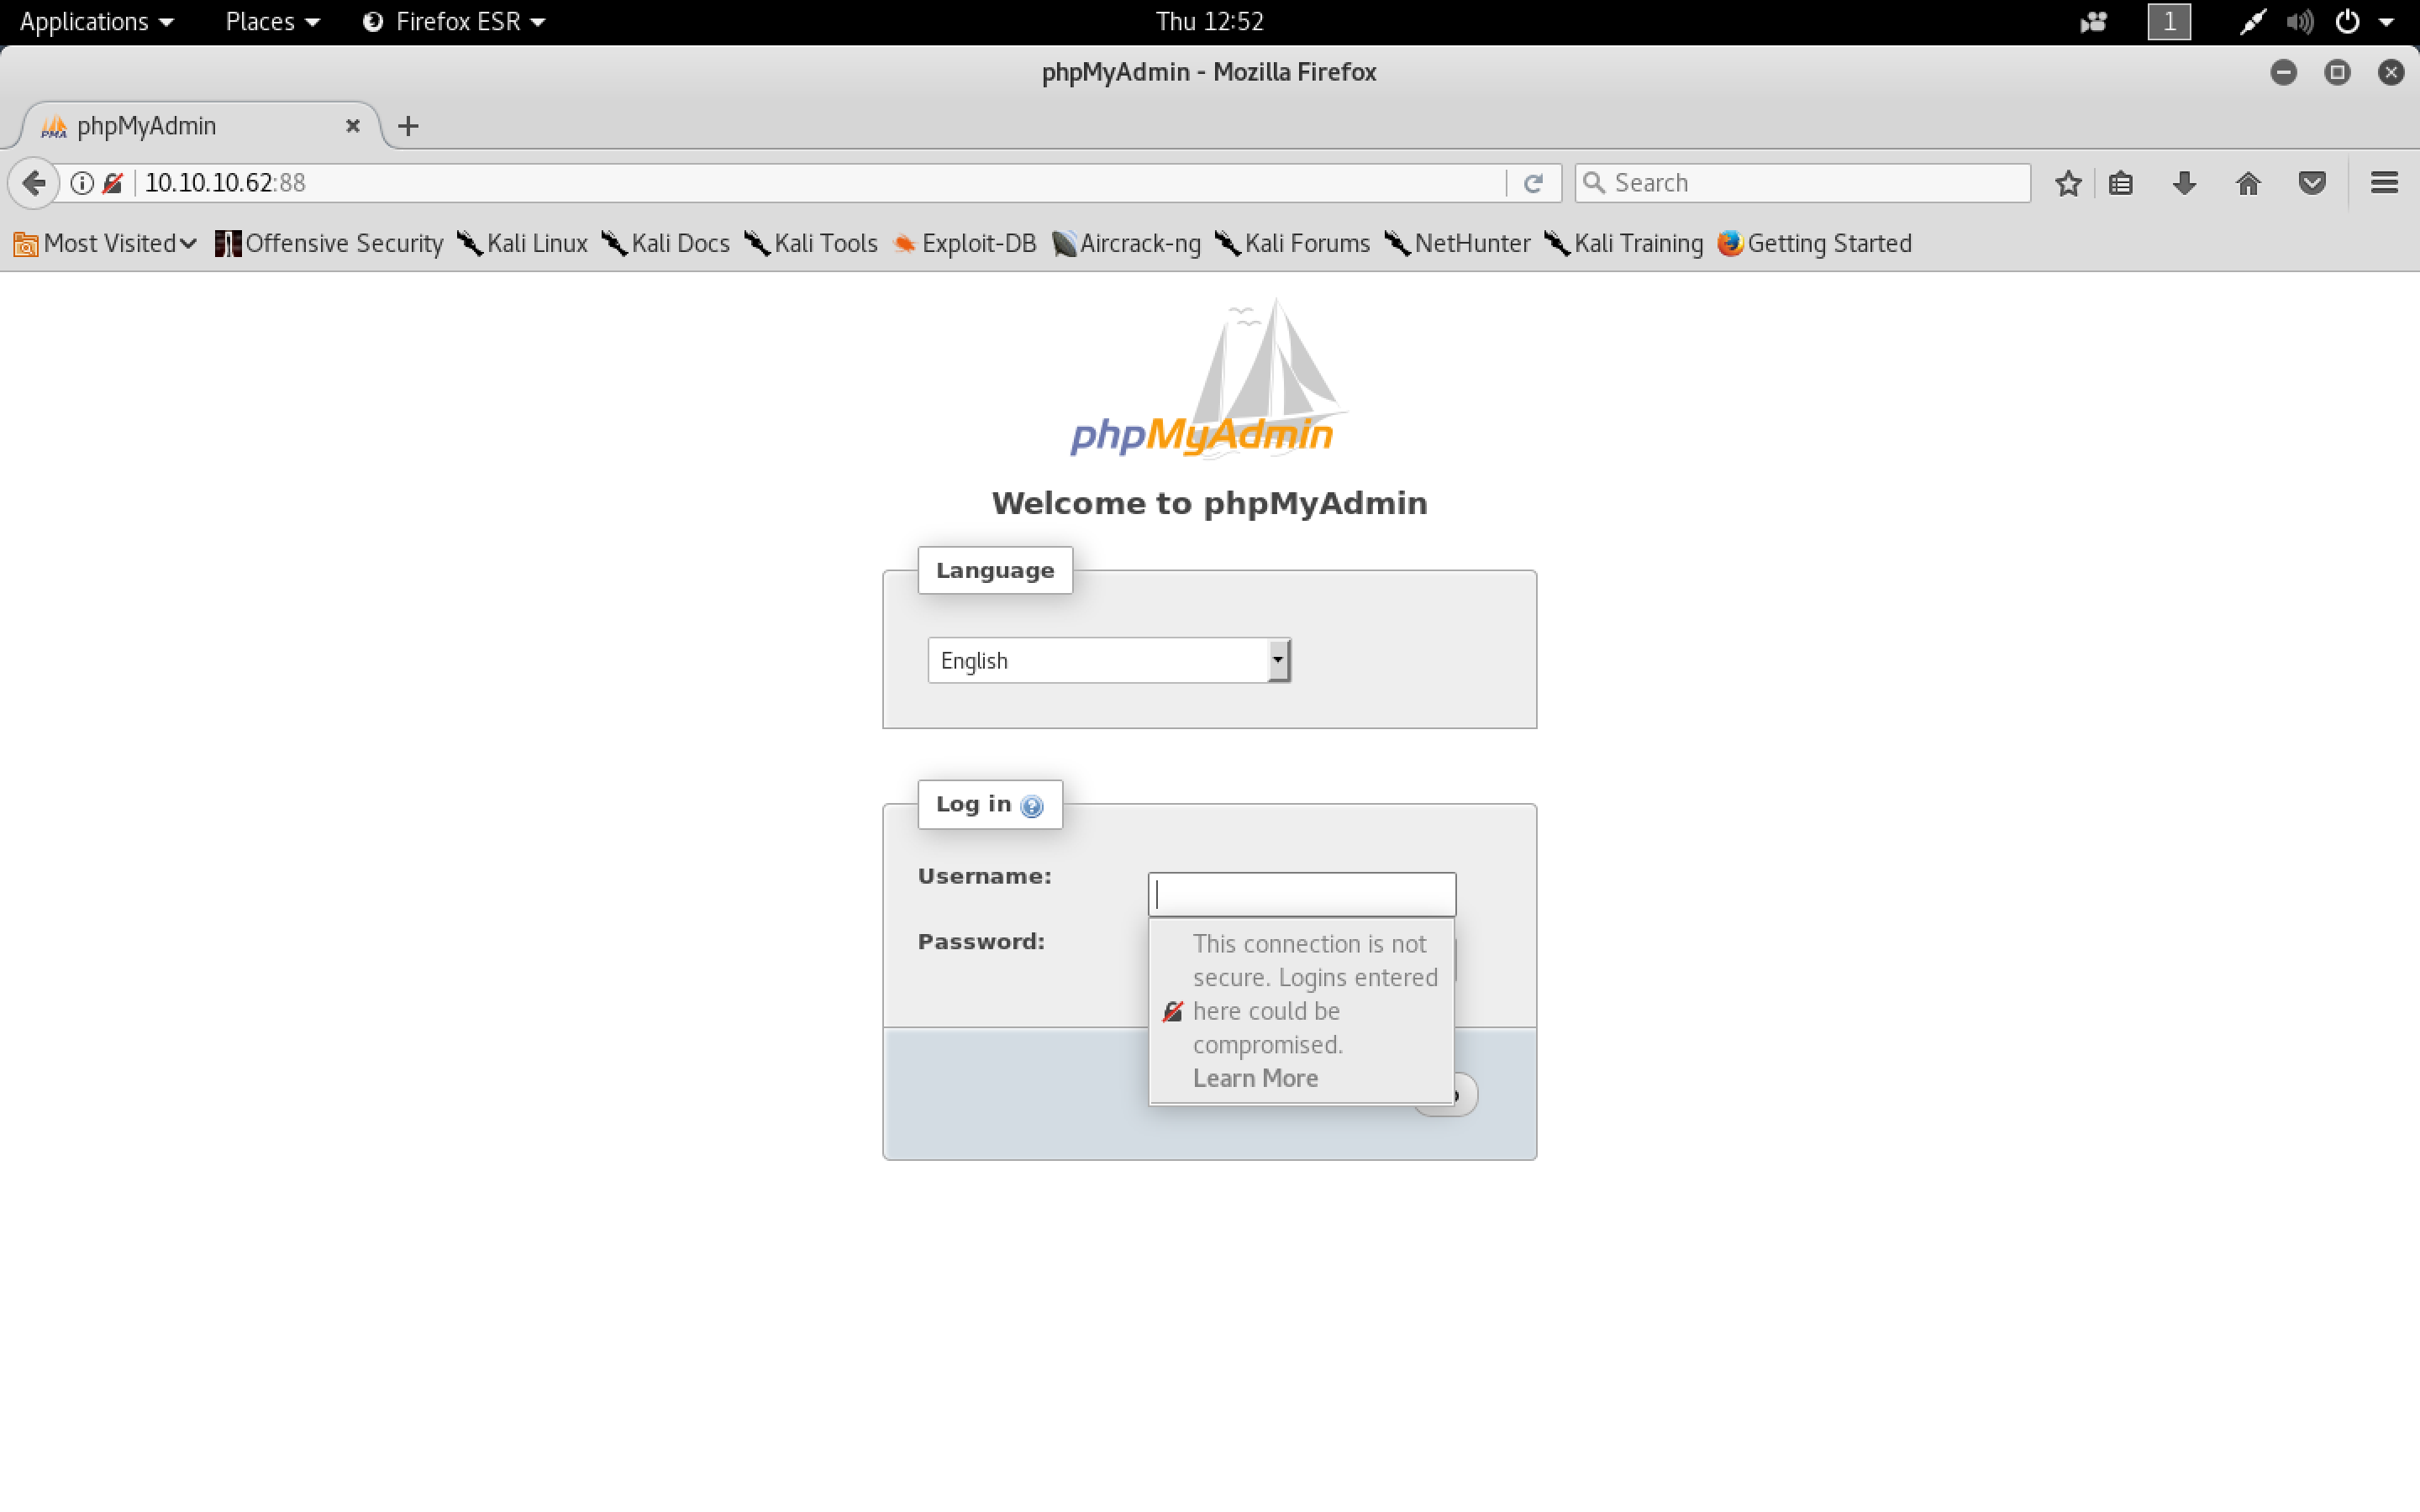 Applications Places Firefox ESR Thu 12:52 1
phpMyAdmin - Mozilla Firefox
PMA phpMyAdmin
10.10.10.62:88 Search
Most Visited Offensive Security Kali Linux Kali Docs Kali Tools Exploit-DB Aircrack-ng Kali Forums NetHunter Kali Training Getting Started
phpMyAdmin
Welcome to phpMyAdmin
Language
English
Log in
Username:
Password:
This connection is not
secure. Logins entered
here could be
compromised.
Learn More